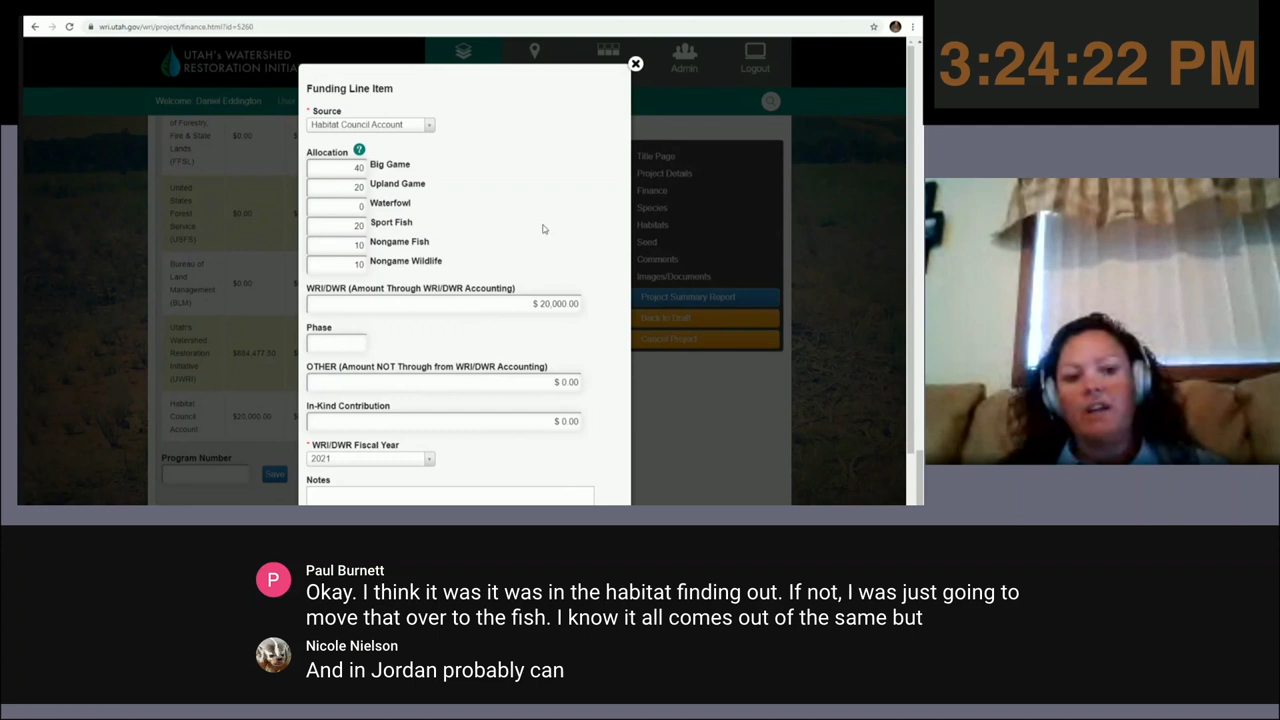 wri.utah.gov/wri/project/finance.html?id=5260
3:24:22 PM
UTAH'S WATERSHED
RESTORATION INITIA
Admin
Logout
Welcome: Daniel Eddington
User
of Forestry,
Fire & State
Lands
(FFSL)
$0.00
United
States
Forest
Service
(USFS)
$0.00
Bureau of
Land
Management
(BLM)
$0.00
Utah's
Watershed
Restoration
Initiative
(UWRI)
Habitat
Council
Account
$20,000.00
Program Number
Save
Funding Line Item
* Source
Habitat Council Account
Allocation ?
40 Big Game
20 Upland Game
0 Waterfowl
20 Sport Fish
10 Nongame Fish
10 Nongame Wildlife
WRI/DWR (Amount Through WRI/DWR Accounting)
$ 20,000.00
Phase
OTHER (Amount NOT Through from WRI/DWR Accounting)
$ 0.00
In-Kind Contribution
$ 0.00
* WRI/DWR Fiscal Year
2021
Notes
Title Page
Project Details
Finance
Species
Habitats
Seed
Comments
Images/Documents
Project Summary Report
Back to Draft
Cancel Project
P
Paul Burnett
Okay. I think it was it was in the habitat finding out. If not, I was just going to
move that over to the fish. I know it all comes out of the same but
Nicole Nielson
And in Jordan probably can